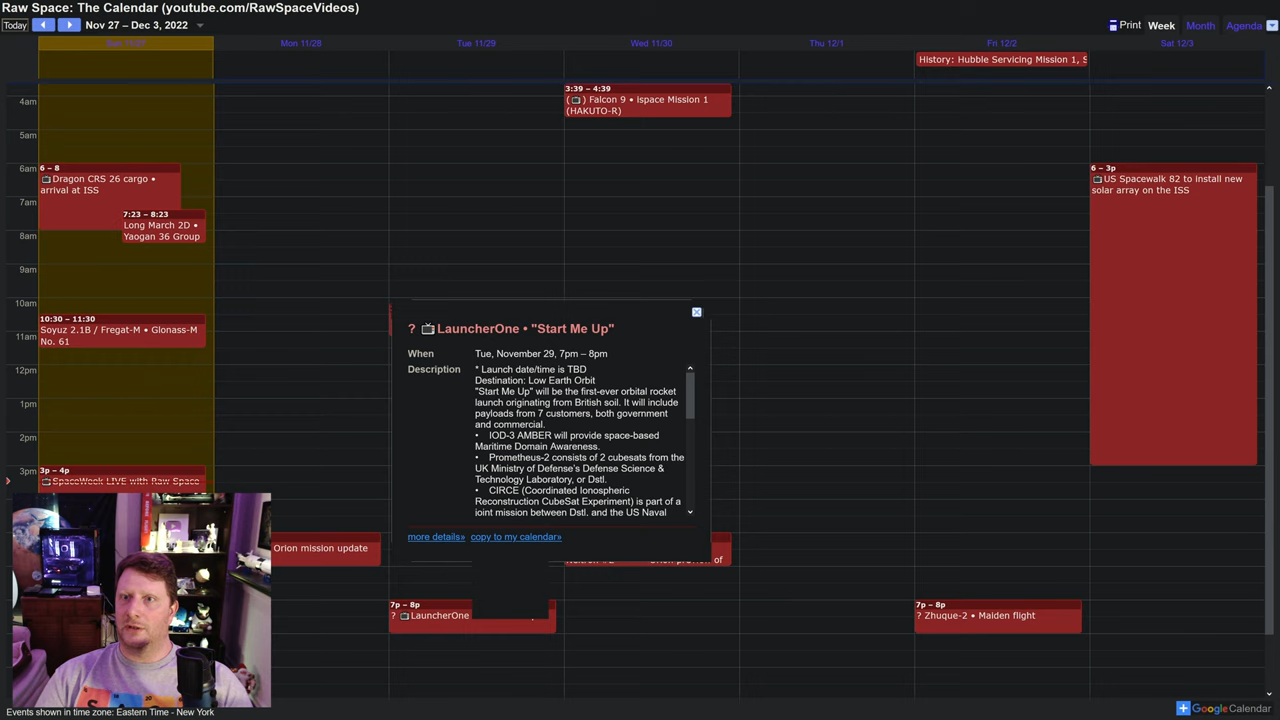 Raw Space: The Calendar (youtube.com/RawSpaceVideos)
Today
Nov 27 – Dec 3, 2022
Print
Week
Month
Agenda
Sun 11/27
Mon 11/28
Tue 11/29
Wed 11/30
Thu 12/1
Fri 12/2
Sat 12/3
History: Hubble Servicing Mission 1, S
4am
5am
6am
7am
8am
9am
10am
11am
12pm
1pm
2pm
3pm
6 – 8
Dragon CRS 26 cargo •
arrival at ISS
7:23 – 8:23
Long March 2D •
Yaogan 36 Group
10:30 – 11:30
Soyuz 2.1B / Fregat-M • Glonass-M
No. 61
3p – 4p
SpaceWeek LIVE with Raw Space
Orion mission update
3:39 – 4:39
( ) Falcon 9 • ispace Mission 1
(HAKUTO-R)
6 – 3p
US Spacewalk 82 to install new
solar array on the ISS
? LauncherOne • "Start Me Up"
When
Tue, November 29, 7pm – 8pm
Description
* Launch date/time is TBD
Destination: Low Earth Orbit
"Start Me Up" will be the first-ever orbital rocket
launch originating from British soil. It will include
payloads from 7 customers, both government
and commercial.
• IOD-3 AMBER will provide space-based
Maritime Domain Awareness.
• Prometheus-2 consists of 2 cubesats from the
UK Ministry of Defense's Defense Science &
Technology Laboratory, or Dstl.
• CIRCE (Coordinated Ionospheric
Reconstruction CubeSat Experiment) is part of a
joint mission between Dstl. and the US Naval
more details»
copy to my calendar»
of
7p – 8p
? LauncherOne
7p – 8p
? Zhuque-2 • Maiden flight
Events shown in time zone: Eastern Time - New York
Google Calendar